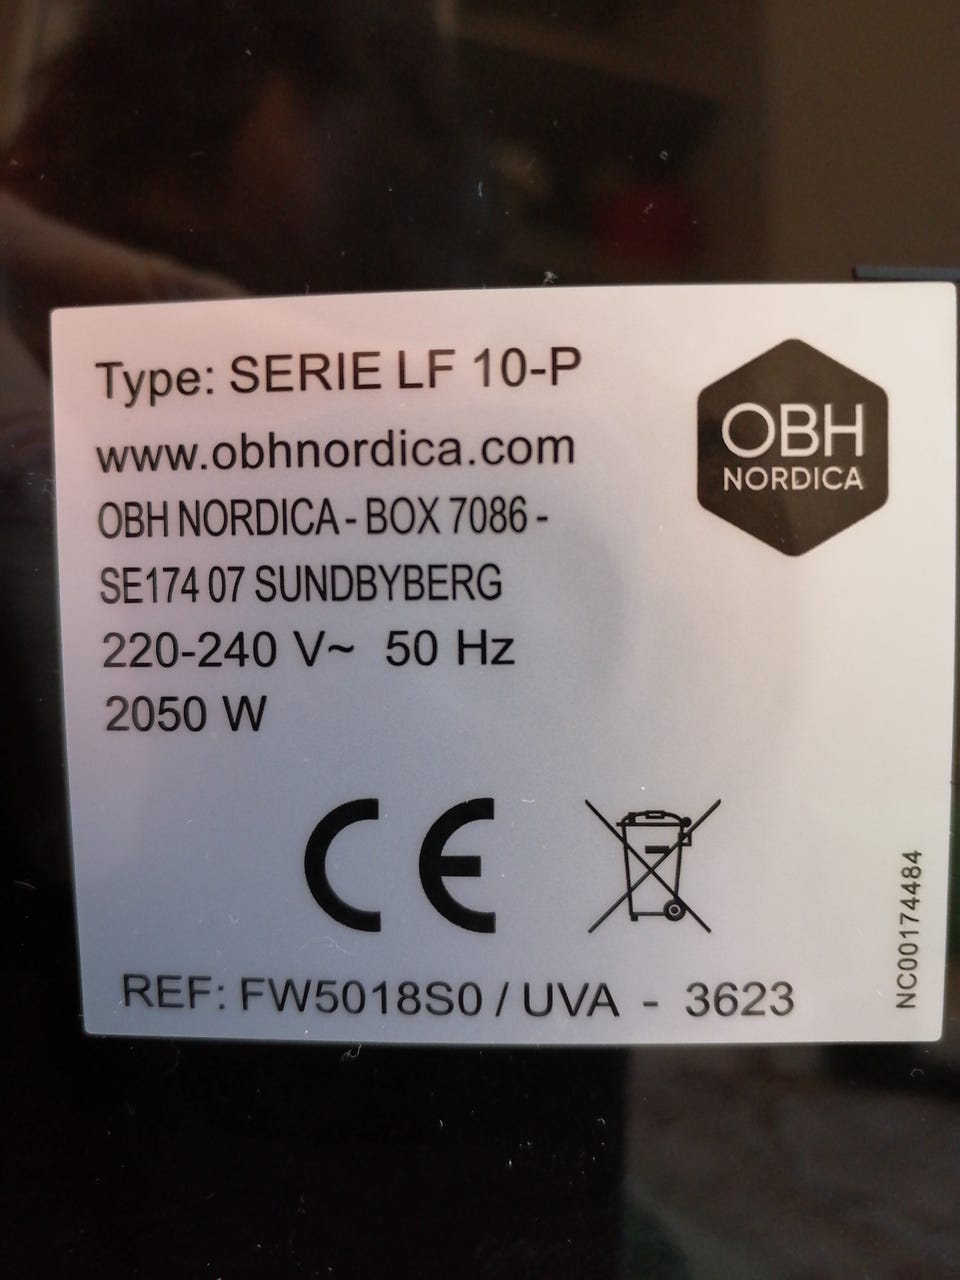 Type: SERIE LF 10-P
www.obhnordica.com
OBH NORDICA - BOX 7086 -
SE174 07 SUNDBYBERG
220-240 V~ 50 Hz
2050 W
OBH
NORDICA
CE
REF: FW5018S0 / UVA - 3623
NC00174484